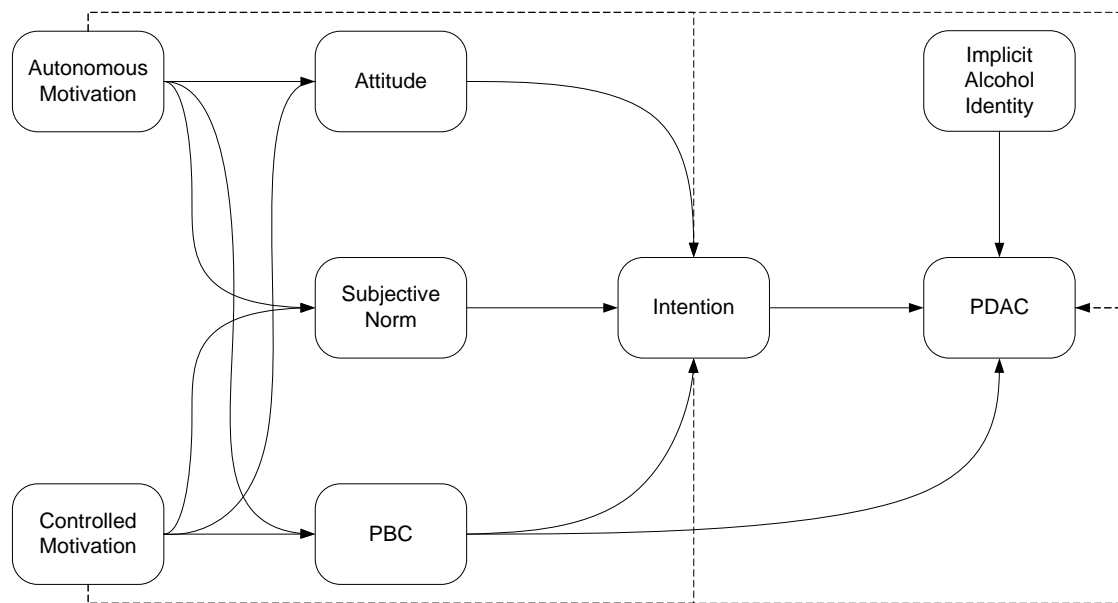 Autonomous
Motivation
Attitude
Implicit
Alcohol
Identity
Subjective
Norm
Intention
PDAC
Controlled
Motivation
PBC